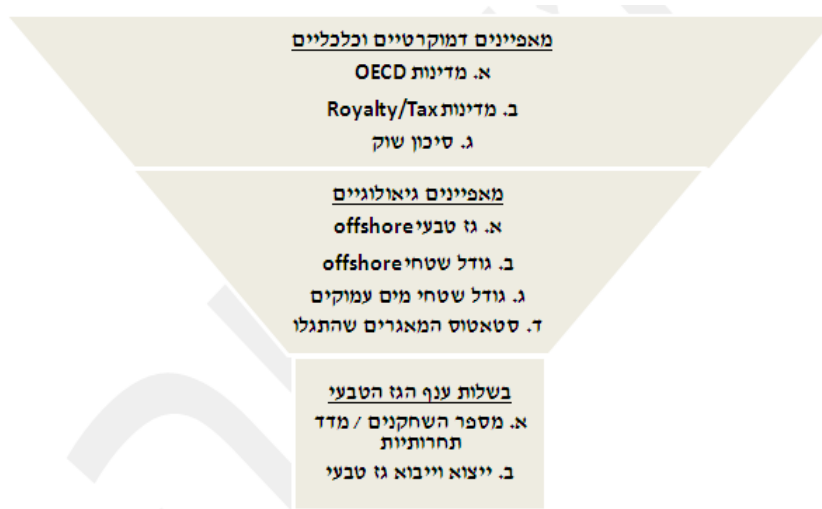 מאפיינים דמוקרטיים וכלכליים
א. מדינות OECD
ב. מדינות Royalty/Tax
ג. סיכון שוק
מאפיינים גיאולוגיים
א. גז טבעי offshore
ב. גודל שטחי offshore
ג. גודל שטחי מים עמוקים
ד. סטאטוס המאגרים שהתגלו
בשלות ענף הגז הטבעי
א. מספר השחקנים / מדד
תחרותיות
ב. ייצוא וייבוא גז טבעי